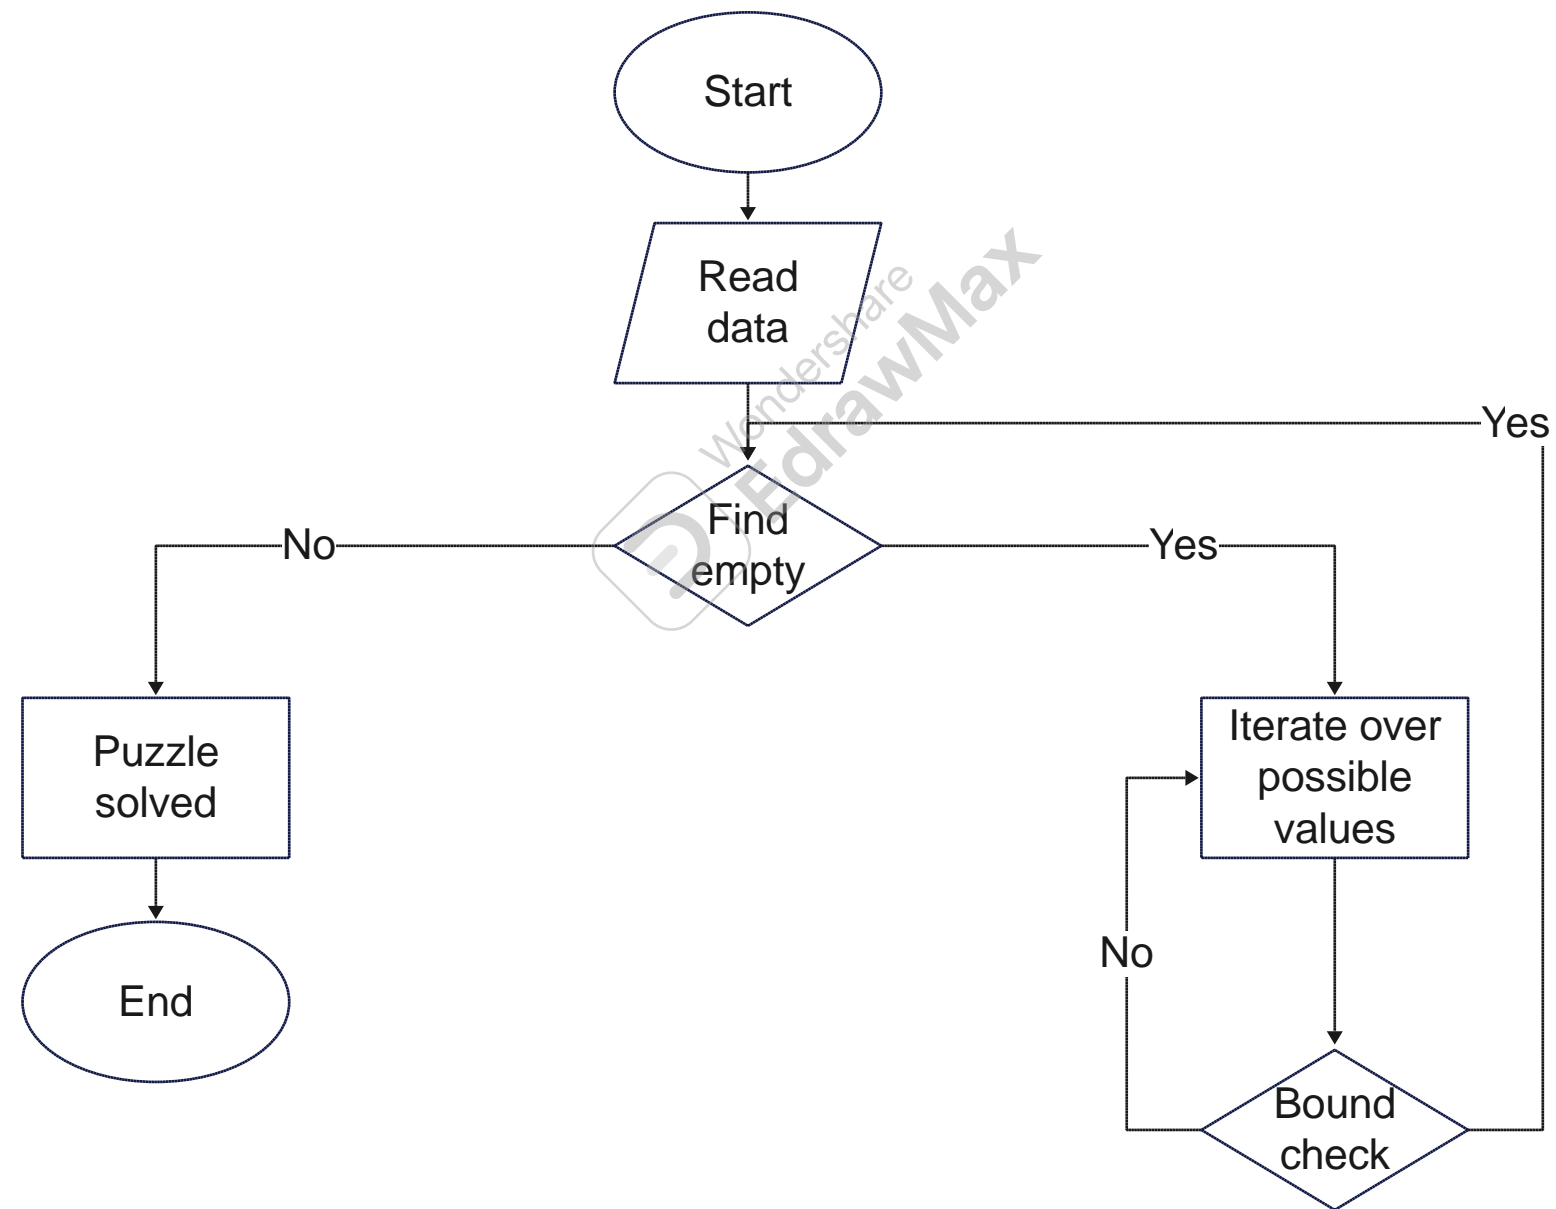 Start
Read
data
Wondershare
EdrawMax
Yes
Find
empty
No
Yes
Puzzle
solved
Iterate over
possible
values
No
End
Bound
check